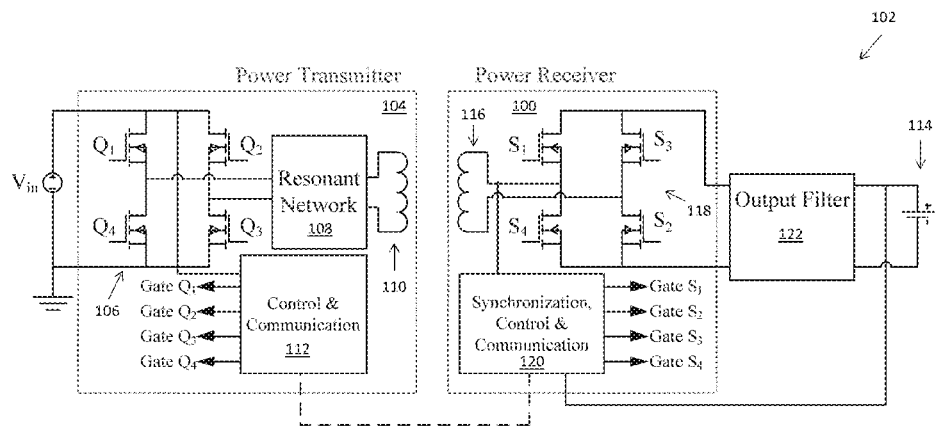 102
Power Transmitter
Power Receiver
104
100
116
114
Q1
Q2
S1
S3
Vin
Resonant
Network
108
Output Filter
122
118
Q4
Q3
S4
S2
110
106
Gate Q1
Gate Q2
Gate Q3
Gate Q4
Control &
Communication
112
Synchronization,
Control &
Communication
120
Gate S1
Gate S2
Gate S3
Gate S4